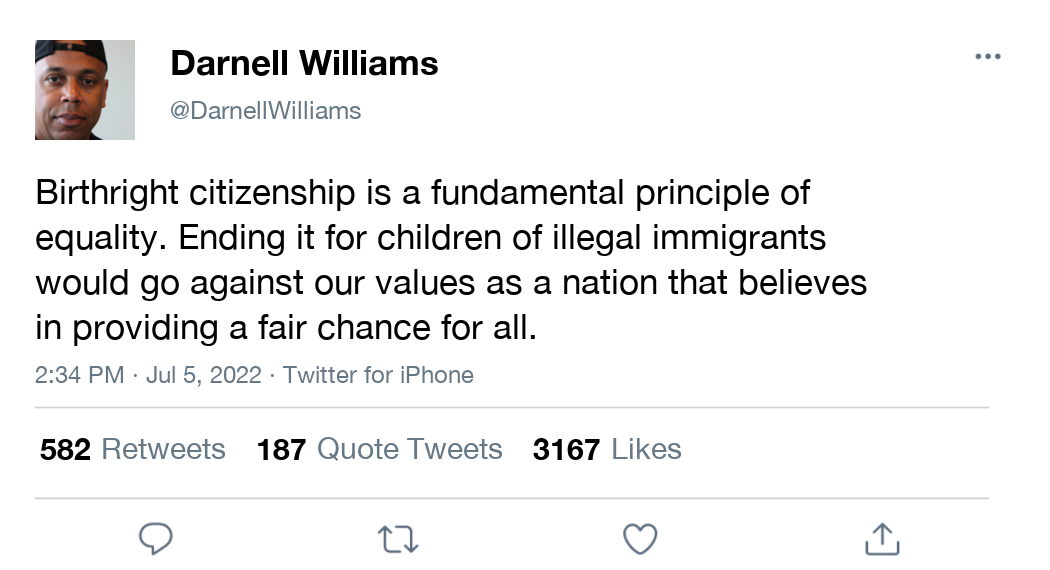 Darnell Williams
@DarnellWilliams
Birthright citizenship is a fundamental principle of
equality. Ending it for children of illegal immigrants
would go against our values as a nation that believes
in providing a fair chance for all.
2:34 PM · Jul 5, 2022 · Twitter for iPhone
582 Retweets 187 Quote Tweets 3167 Likes